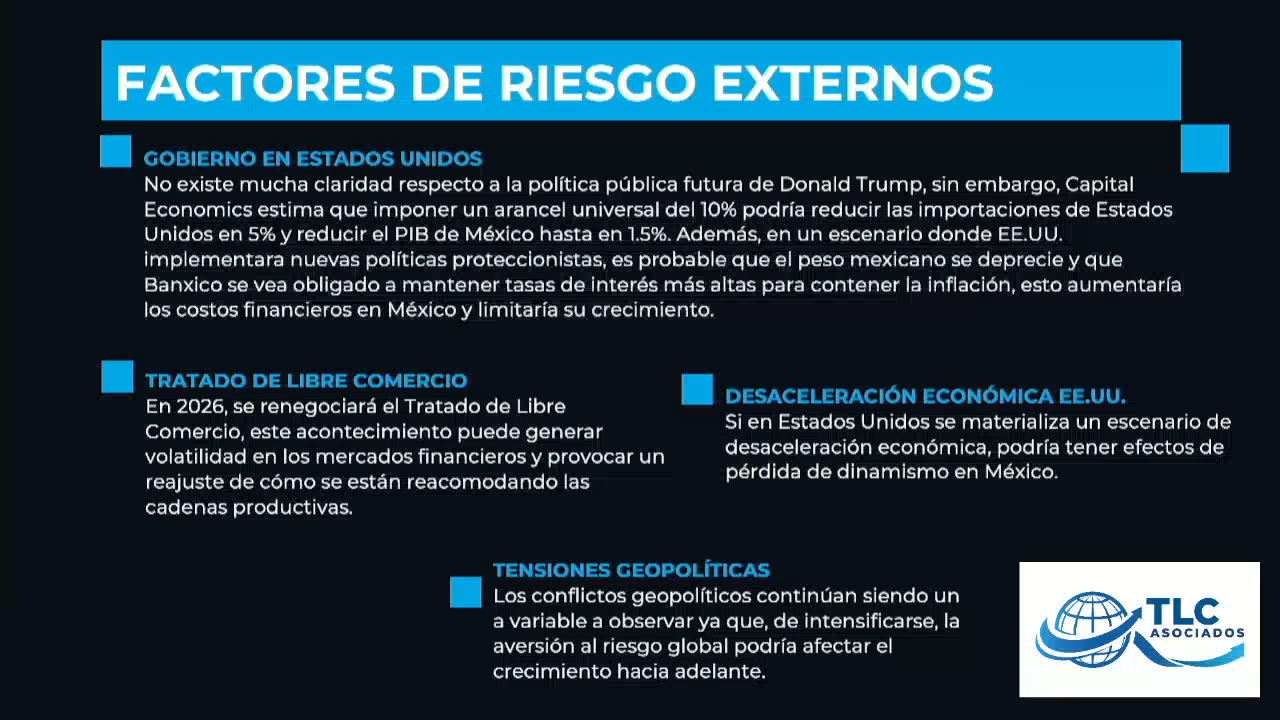 FACTORES DE RIESGO EXTERNOS
GOBIERNO EN ESTADOS UNIDOS
No existe mucha claridad respecto a la política pública futura de Donald Trump, sin embargo, Capital
Economics estima que imponer un arancel universal del 10% podría reducir las importaciones de Estados
Unidos en 5% y reducir el PIB de México hasta en 1.5%. Además, en un escenario donde EE.UU.
implementara nuevas políticas proteccionistas, es probable que el peso mexicano se deprecie y que
Banxico se vea obligado a mantener tasas de interés más altas para contener la inflación, esto aumentaría
los costos financieros en México y limitaría su crecimiento.
TRATADO DE LIBRE COMERCIO
En 2026, se renegociará el Tratado de Libre
Comercio, este acontecimiento puede generar
volatilidad en los mercados financieros y provocar un
reajuste de cómo se están reacomodando las
cadenas productivas.
DESACELERACIÓN ECONÓMICA EE.UU.
Si en Estados Unidos se materializa un escenario de
desaceleración económica, podría tener efectos de
pérdida de dinamismo en México.
TENSIONES GEOPOLÍTICAS
Los conflictos geopolíticos continúan siendo un
a variable a observar ya que, de intensificarse, la
aversión al riesgo global podría afectar el
crecimiento hacia adelante.
TLC
ASOCIADOS